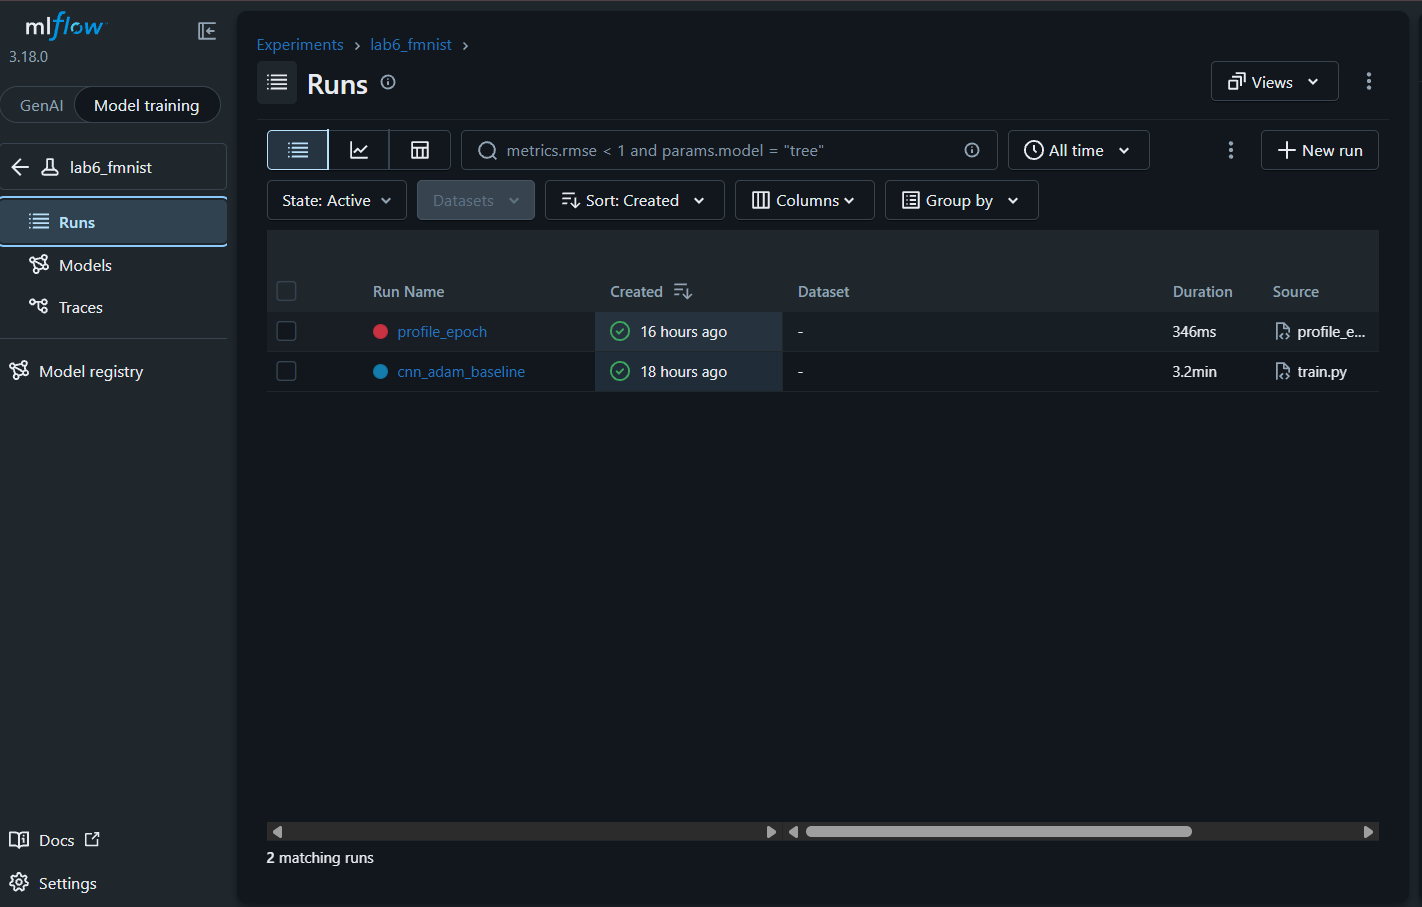 mlflow
3.18.0
GenAI Model training
lab6_fmnist
Runs
Models
Traces
Model registry
Docs
Settings
Experiments > lab6_fmnist >
Runs
Views
metrics.rmse < 1 and params.model = "tree"
All time
New run
State: Active
Datasets
Sort: Created
Columns
Group by
Run Name Created Dataset Duration Source
profile_epoch 16 hours ago - 346ms profile_e...
cnn_adam_baseline 18 hours ago - 3.2min train.py
2 matching runs